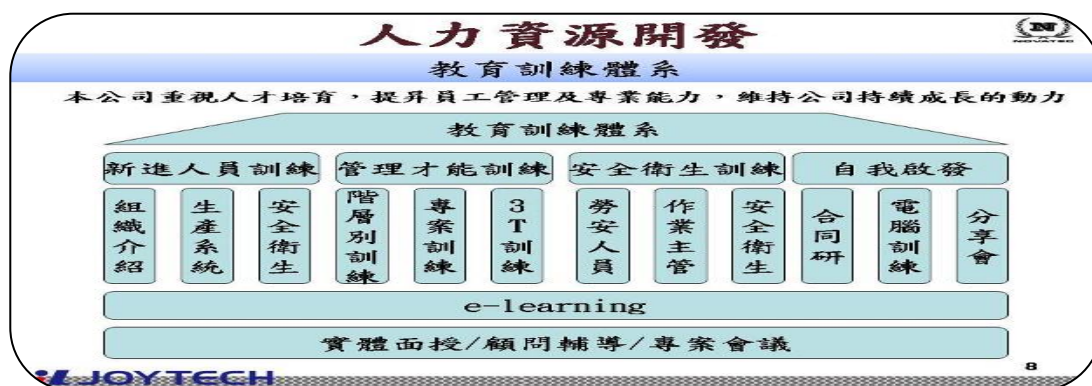 人力資源開發
N
NOVATEC
教育訓練體系
本公司重視人才培育，提昇員工管理及專業能力，維持公司持續成長的動力
教育訓練體系
新進人員訓練 管理才能訓練 安全衛生訓練 自我啟發
組織介紹
生產系統
安全衛生
階層別訓練
專案訓練
3T訓練
勞安人員
作業主管
安全衛生
合同研
電腦訓練
分享會
e-learning
實體面授/顧問輔導/專案會議
8
JOYTECH